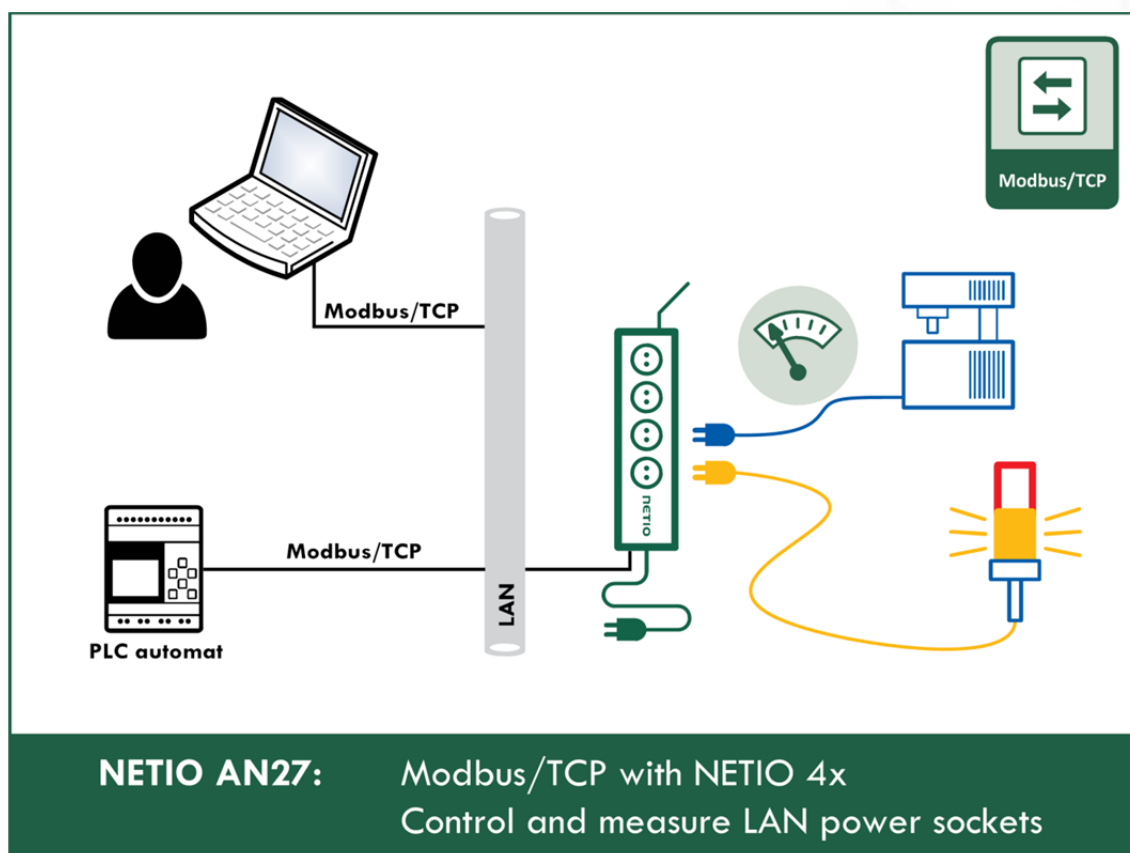 Modbus/TCP
Modbus/TCP
NETIO
Modbus/TCP
LAN
PLC automat
NETIO AN27: Modbus/TCP with NETIO 4x
Control and measure LAN power sockets